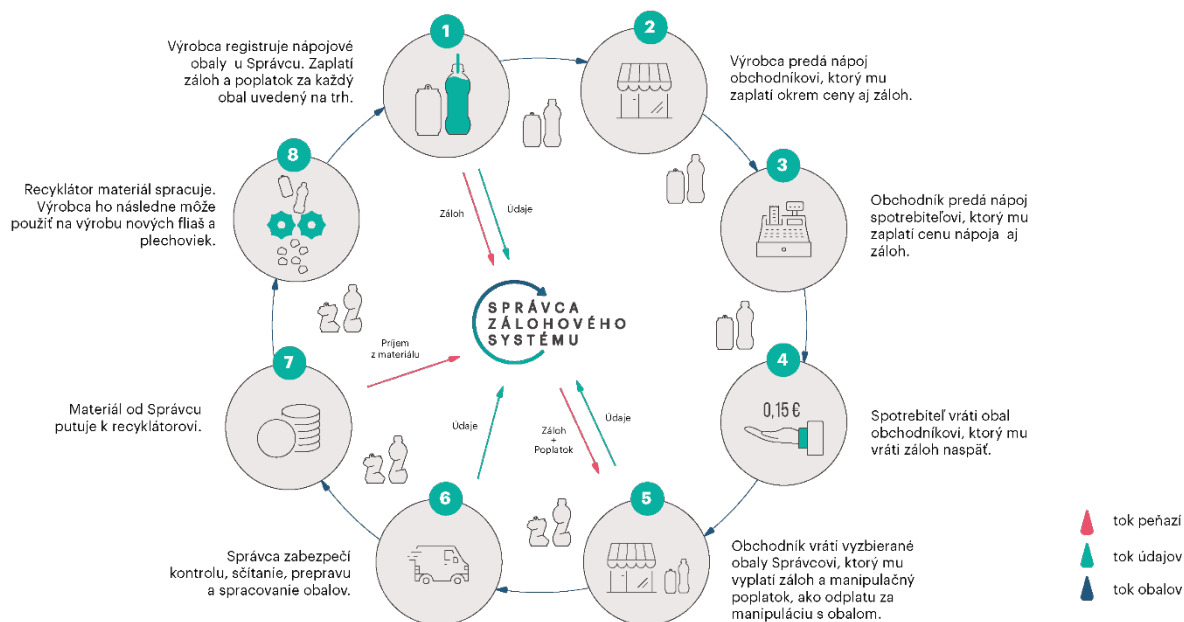 1
Výrobca registruje nápojové
obaly u Správcu. Zaplatí
záloh a poplatok za každý
obal uvedený na trh.
2
Výrobca predá nápoj
obchodníkovi, ktorý mu
zaplatí okrem ceny aj záloh.
3
Obchodník predá nápoj
spotrebiteľovi, ktorý mu
zaplatí cenu nápoja aj
záloh.
4
0,15 €
Spotrebiteľ vráti obal
obchodníkovi, ktorý mu
vráti záloh naspäť.
5
Obchodník vráti vyzbierané
obaly Správcovi, ktorý mu
vyplatí záloh a manipulačný
poplatok, ako odplatu za
manipuláciu s obalom.
6
Správca zabezpečí
kontrolu, sčítanie, prepravu
a spracovanie obalov.
7
Materiál od Správcu
putuje k recyklátorovi.
8
Recyklátor materiál spracuje.
Výrobca ho následne môže
použiť na výrobu nových fliaš a
plechoviek.
Záloh
Údaje
SPRÁVCA
ZÁLOHOVÉHO
SYSTÉMU
Príjem
z materiálu
Údaje
Záloh
+
Poplatok
Údaje
tok peňazí
tok údajov
tok obalov